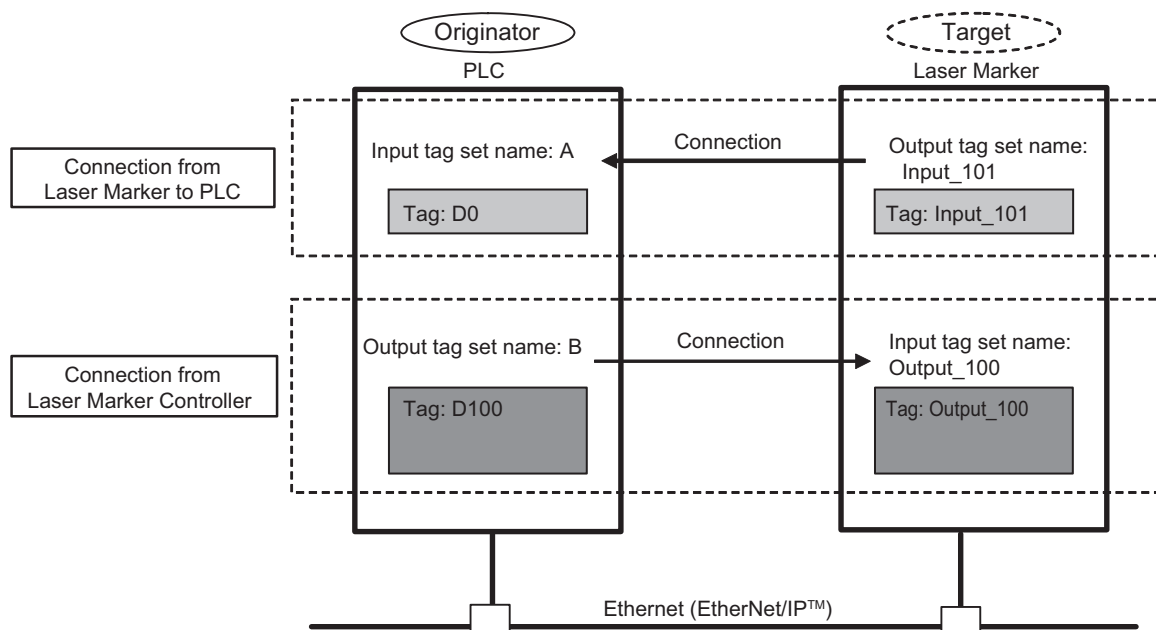 Originator
Target
PLC
Laser Marker
Connection from
Laser Marker to PLC
Input tag set name: A
Tag: D0
Connection
Output tag set name:
Input_101
Tag: Input_101
Connection from
Laser Marker Controller
Output tag set name: B
Tag: D100
Connection
Input tag set name:
Output_100
Tag: Output_100
Ethernet (EtherNet/IP™)